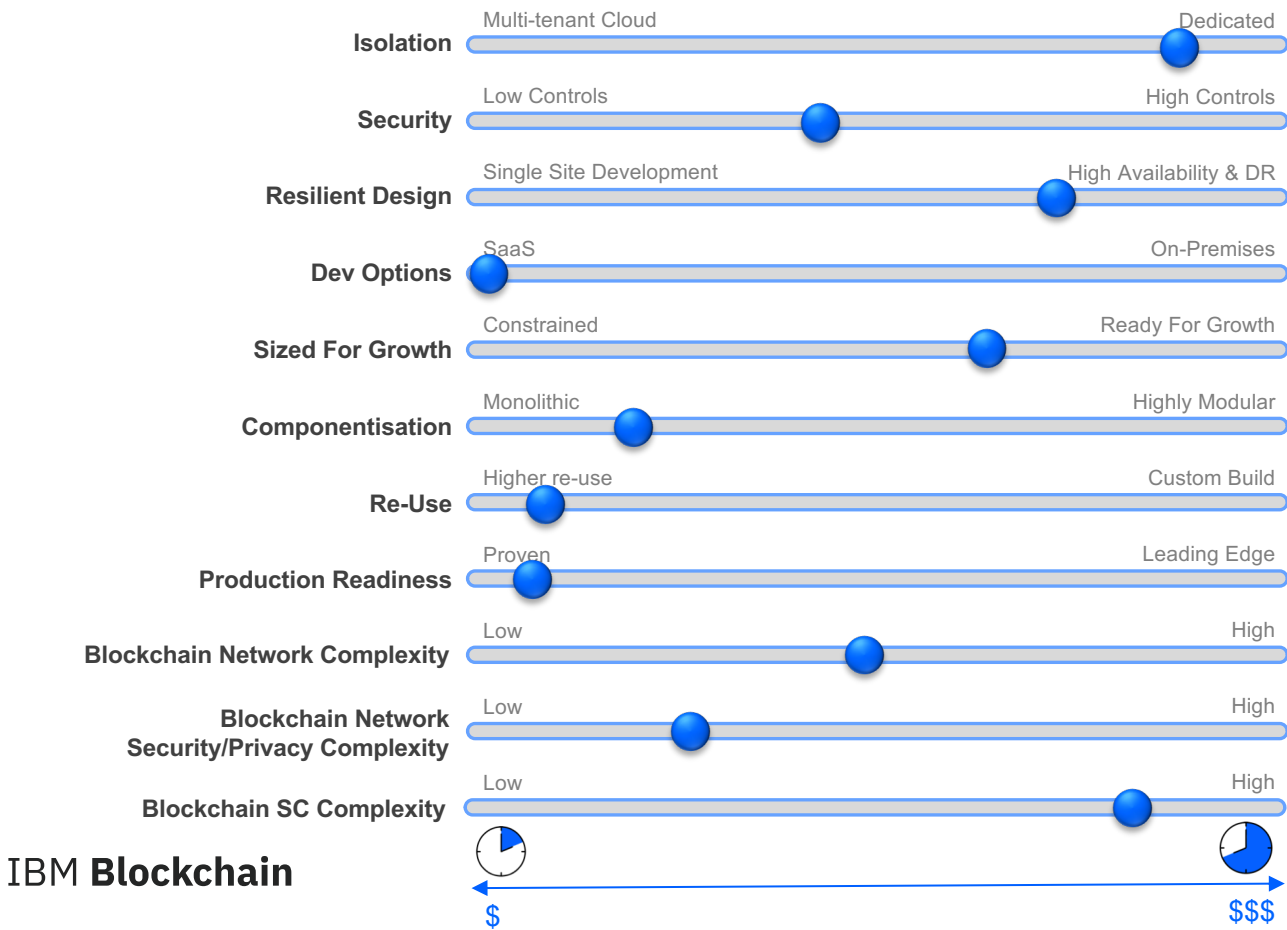 Multi-tenant Cloud
Dedicated
Isolation
Low Controls
High Controls
Security
Single Site Development
High Availability & DR
Resilient Design
SaaS
On-Premises
Dev Options
Constrained
Ready For Growth
Sized For Growth
Monolithic
Highly Modular
Componentisation
Higher re-use
Custom Build
Re-Use
Proven
Leading Edge
Production Readiness
Low
High
Blockchain Network Complexity
Low
High
Blockchain Network
Security/Privacy Complexity
Low
High
Blockchain SC Complexity
IBM Blockchain
$
$$$